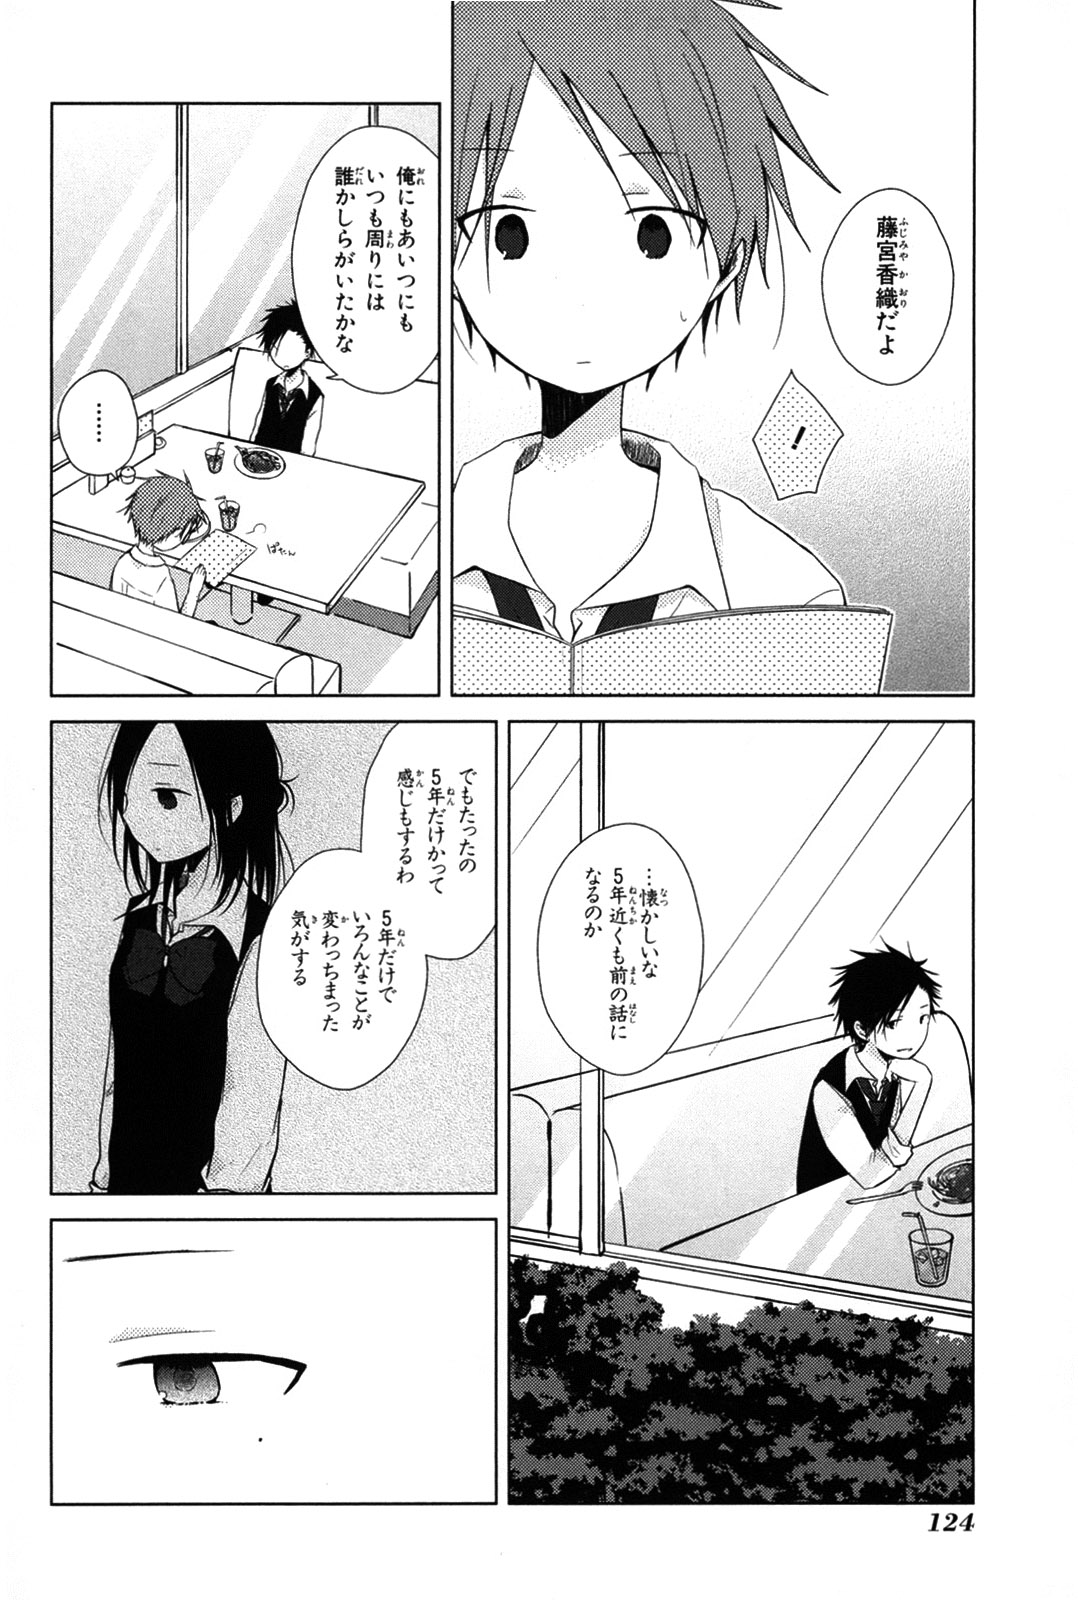 藤宮香織だよ
！
俺にもあいつにも
いつも周りには
誰かしらがいたかな
……
ぱたん
…懐かしいな
5年近くも前の話に
なるのか
でもたったの
5年だけかって
感じもするわ
5年だけで
いろんなことが
変わっちまった
気がする
124